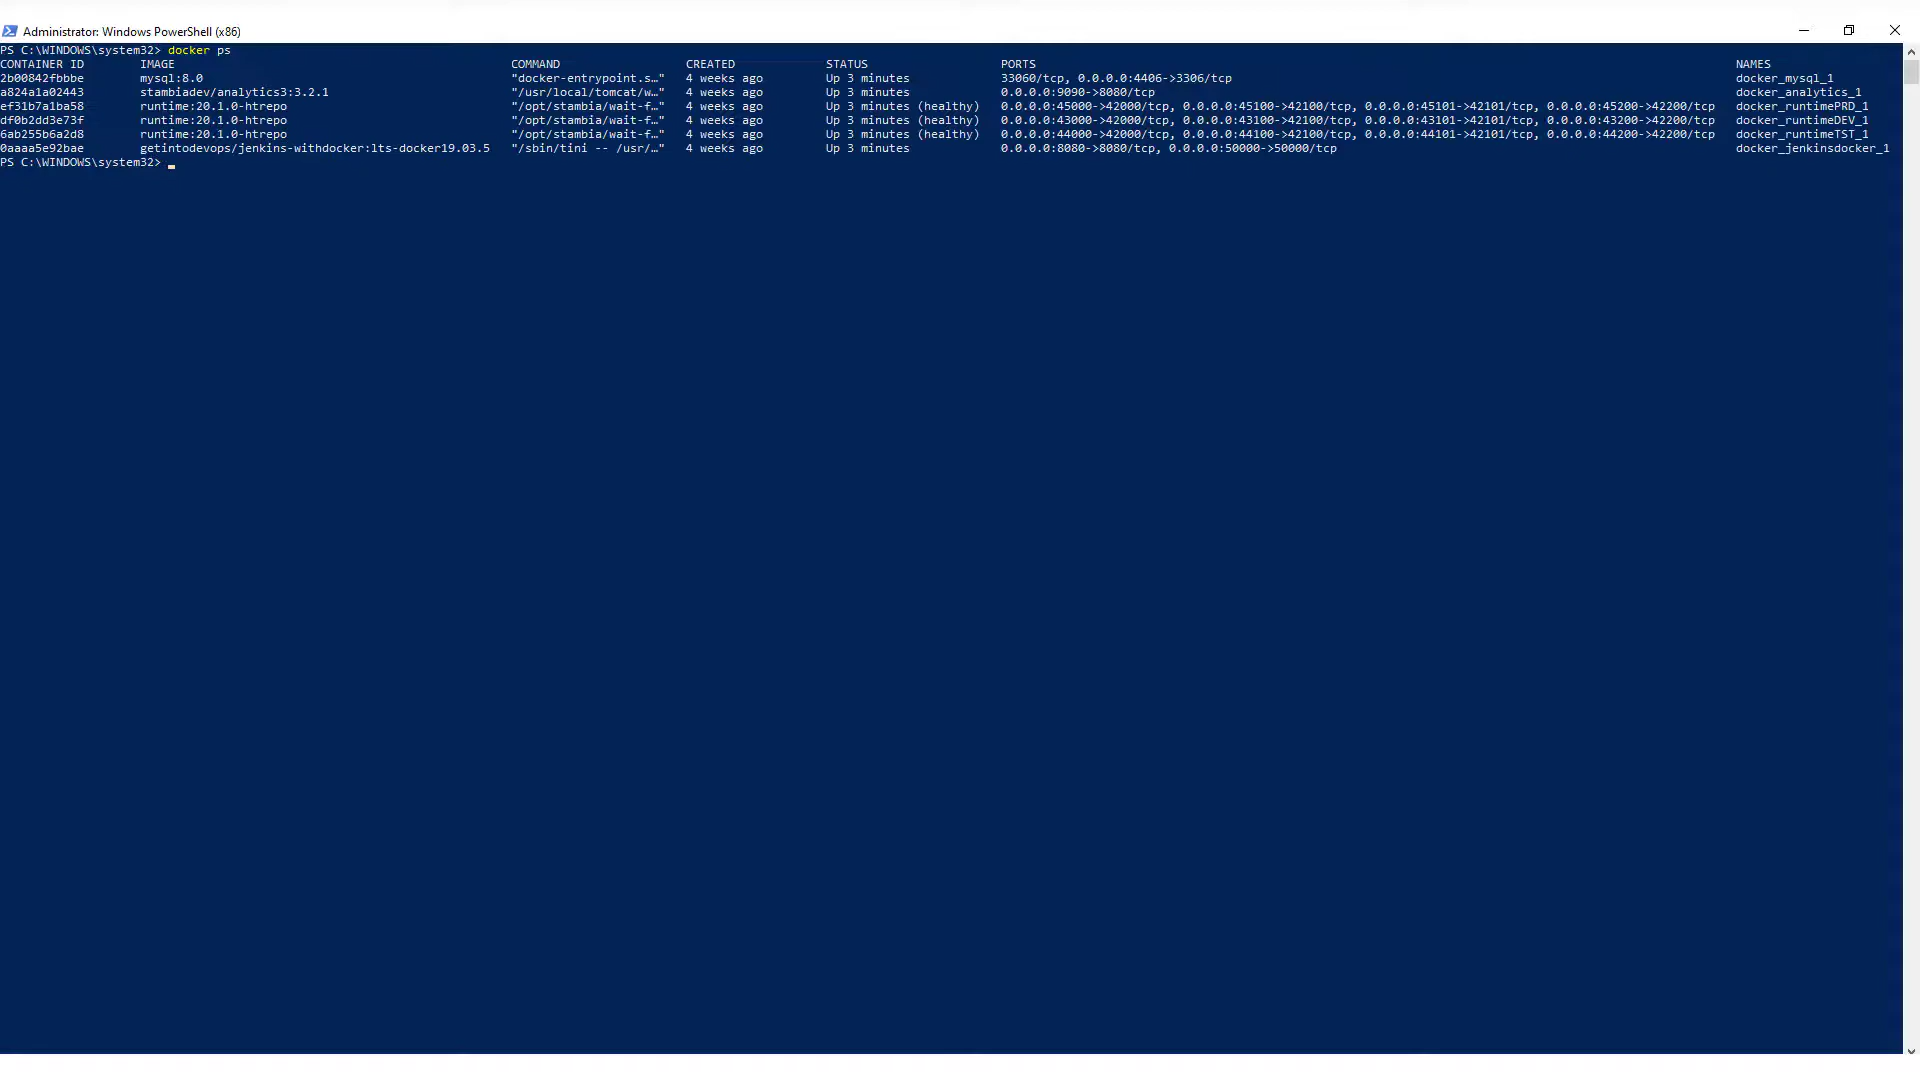 Administrator: Windows PowerShell (x86)
PS C:\WINDOWS\system32> docker ps
CONTAINER ID IMAGE COMMAND CREATED STATUS PORTS NAMES
2b00842fbbbe mysql:8.0 "docker-entrypoint.s…" 4 weeks ago Up 3 minutes 33060/tcp, 0.0.0.0:4406->3306/tcp docker_mysql_1
a824a1a02443 stambiadev/analytics3:3.2.1 "/usr/local/tomcat/w…" 4 weeks ago Up 3 minutes 0.0.0.0:9090->8080/tcp docker_analytics_1
ef31b7a1ba58 runtime:20.1.0-htrepo "/opt/stambia/wait-f…" 4 weeks ago Up 3 minutes (healthy) 0.0.0.0:45000->42000/tcp, 0.0.0.0:45100->42100/tcp, 0.0.0.0:45101->42101/tcp, 0.0.0.0:45200->42200/tcp docker_runtimePRD_1
df0b2dd3e73f runtime:20.1.0-htrepo "/opt/stambia/wait-f…" 4 weeks ago Up 3 minutes (healthy) 0.0.0.0:43000->42000/tcp, 0.0.0.0:43100->42100/tcp, 0.0.0.0:43101->42101/tcp, 0.0.0.0:43200->42200/tcp docker_runtimeDEV_1
6ab255b6a2d8 runtime:20.1.0-htrepo "/opt/stambia/wait-f…" 4 weeks ago Up 3 minutes (healthy) 0.0.0.0:44000->42000/tcp, 0.0.0.0:44100->42100/tcp, 0.0.0.0:44101->42101/tcp, 0.0.0.0:44200->42200/tcp docker_runtimeTST_1
0aaaa5e92bae getintodevops/jenkins-withdocker:lts-docker19.03.5 "/sbin/tini -- /usr/…" 4 weeks ago Up 3 minutes 0.0.0.0:8080->8080/tcp, 0.0.0.0:50000->50000/tcp docker_jenkinsdocker_1
PS C:\WINDOWS\system32>